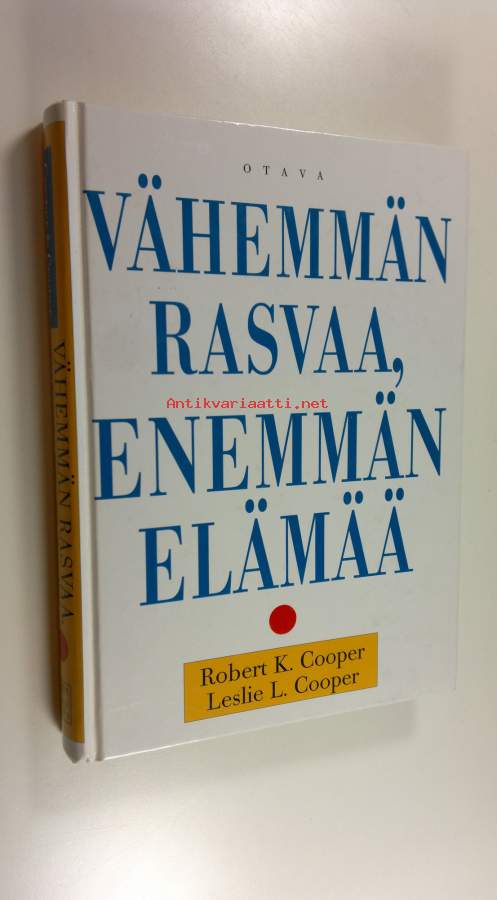 OTAVA
VÄHEMMÄN
RASVAA,
ENEMMÄN
ELÄMÄÄ
Robert K. Cooper
Leslie L. Cooper
VÄHEMMÄN RASVAA
Antikvariaatti.net